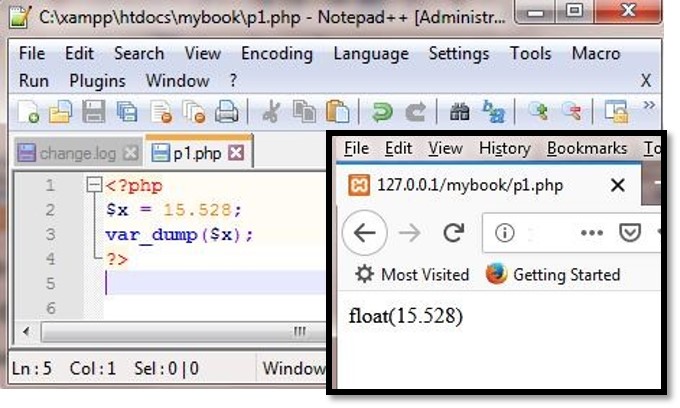 C:\xampp\htdocs\mybook\p1.php - Notepad++ [Administr...
File Edit Search View Encoding Language Settings Tools Macro
Run Plugins Window ? X
change.log p1.php
1 <?php
2 $x = 15.528;
3 var_dump($x);
4 ?>
5
6
Ln:5 Col:1 Sel:0|0 Window
File Edit View History Bookmarks To
127.0.0.1/mybook/p1.php
Most Visited Getting Started
float(15.528)